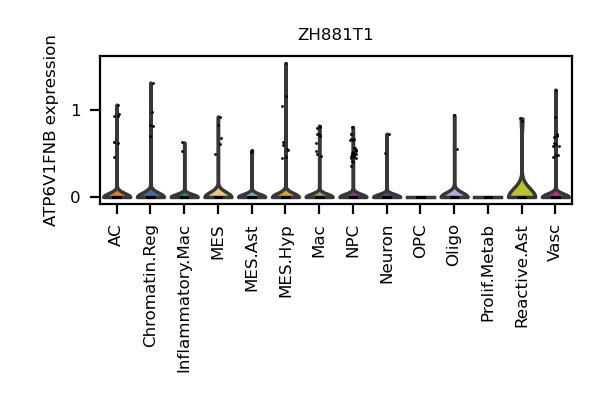 ZH881T1
ATP6V1FNB expression
1
0
AC
Chromatin.Reg
Inflammatory.Mac
MES
MES.Ast
MES.Hyp
Mac
NPC
Neuron
OPC
Oligo
Prolif.Metab
Reactive.Ast
Vasc